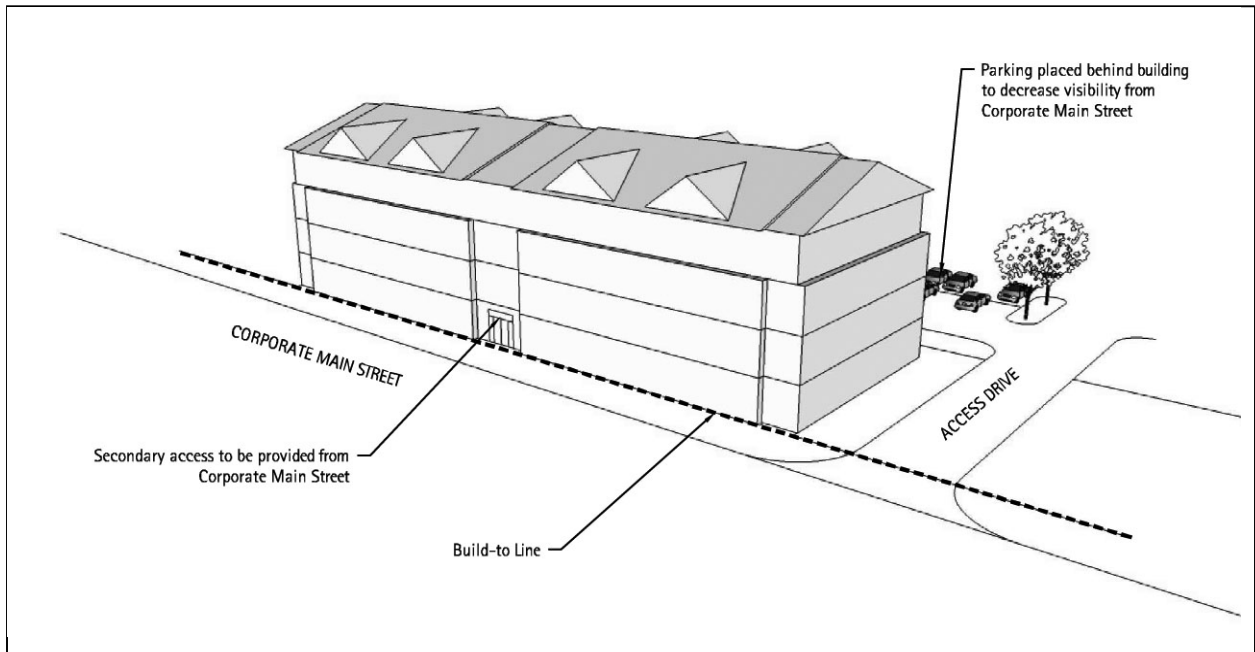 Parking placed behind building
to decrease visibility from
Corporate Main Street
CORPORATE MAIN STREET
ACCESS DRIVE
Secondary access to be provided from
Corporate Main Street
Build-to Line